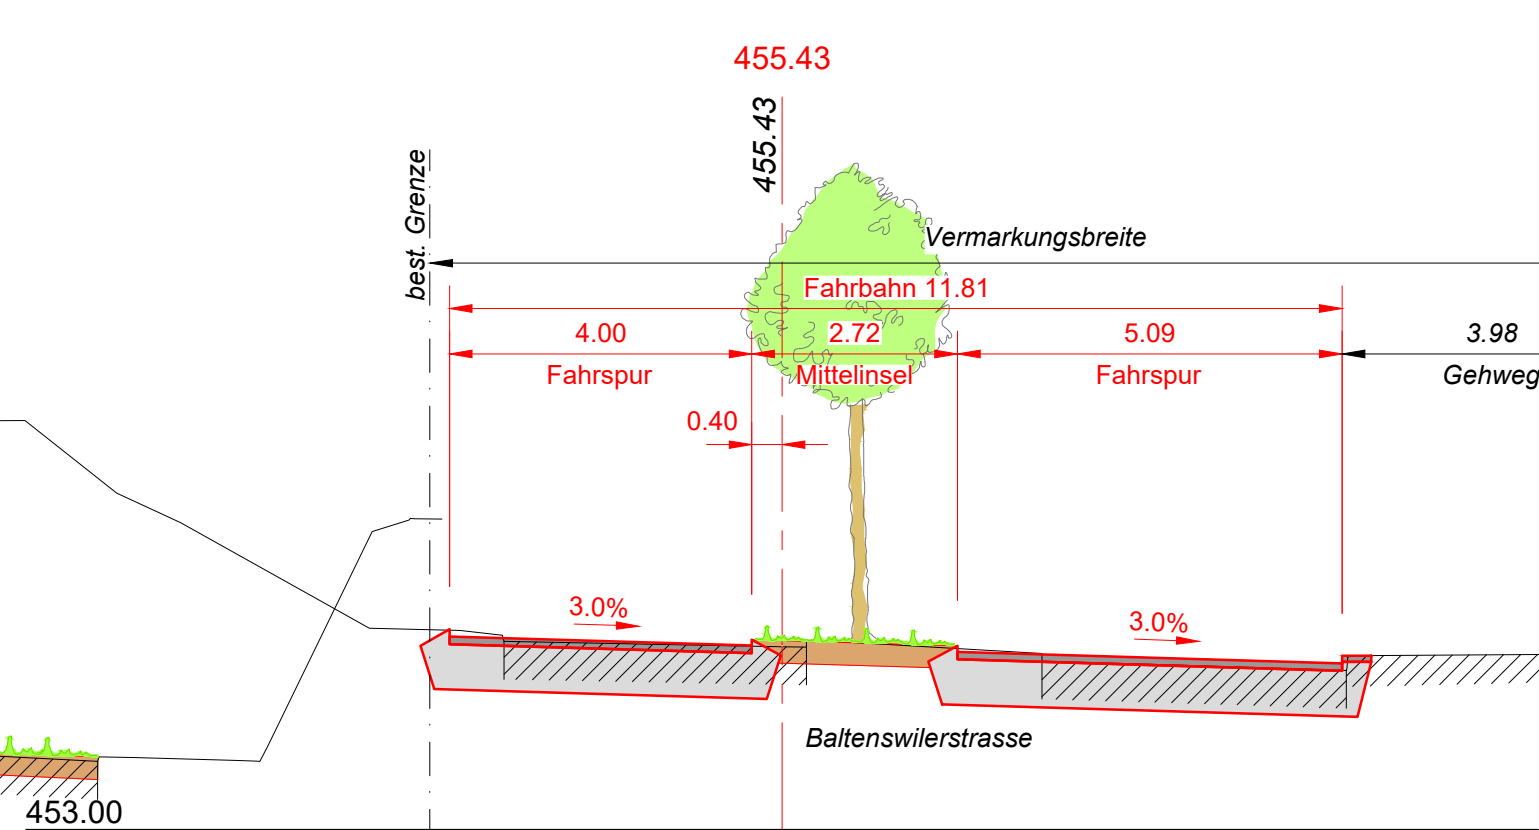 455.43
455.43
best. Grenze
Vermarkungsbreite
Fahrbahn 11.81
4.00
2.72
5.09
3.98
Fahrspur
Mittelinsel
Fahrspur
Gehweg
0.40
3.0%
3.0%
Baltenswilerstrasse
453.00